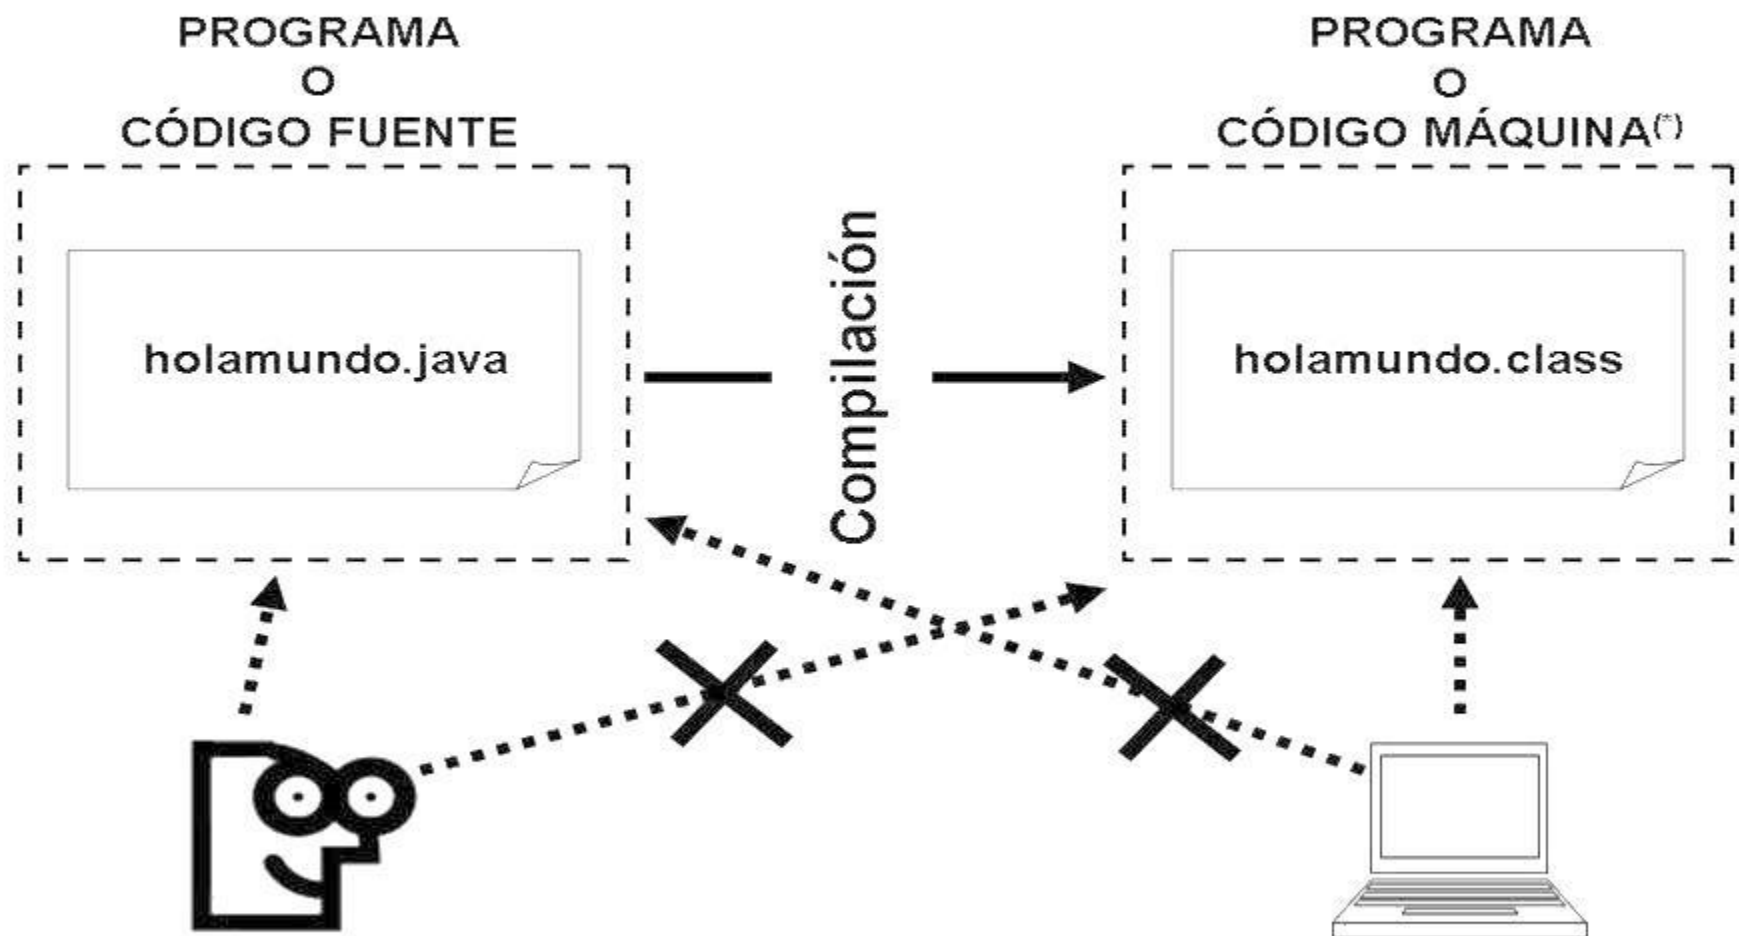 PROGRAMA
O
CÓDIGO FUENTE
holamundo.java
Compilación
PROGRAMA
O
CÓDIGO MÁQUINA(*)
holamundo.class